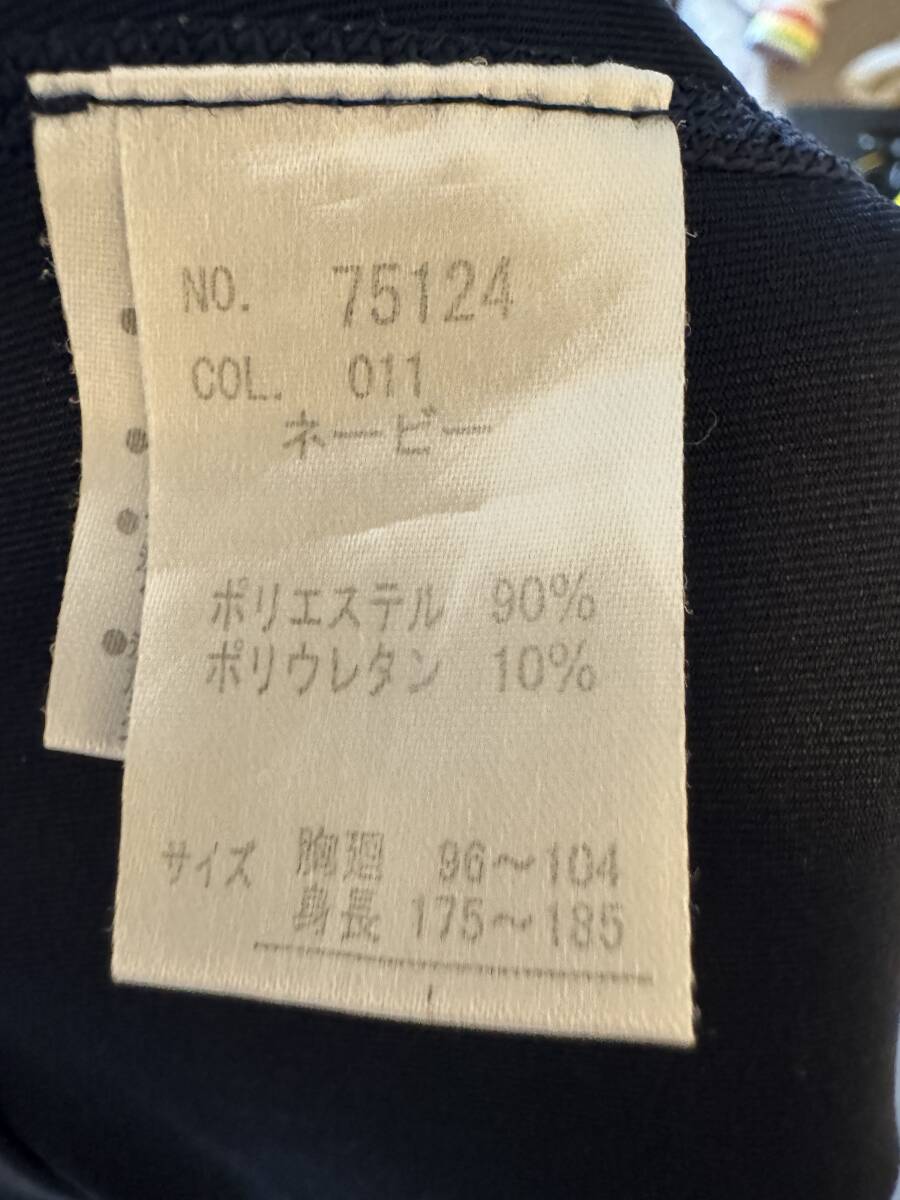 NO. 75124
COL. 011
ネービー
ポリエステル 90%
ポリウレタン 10%
サイズ 胸廻 96～104
身長 175～185